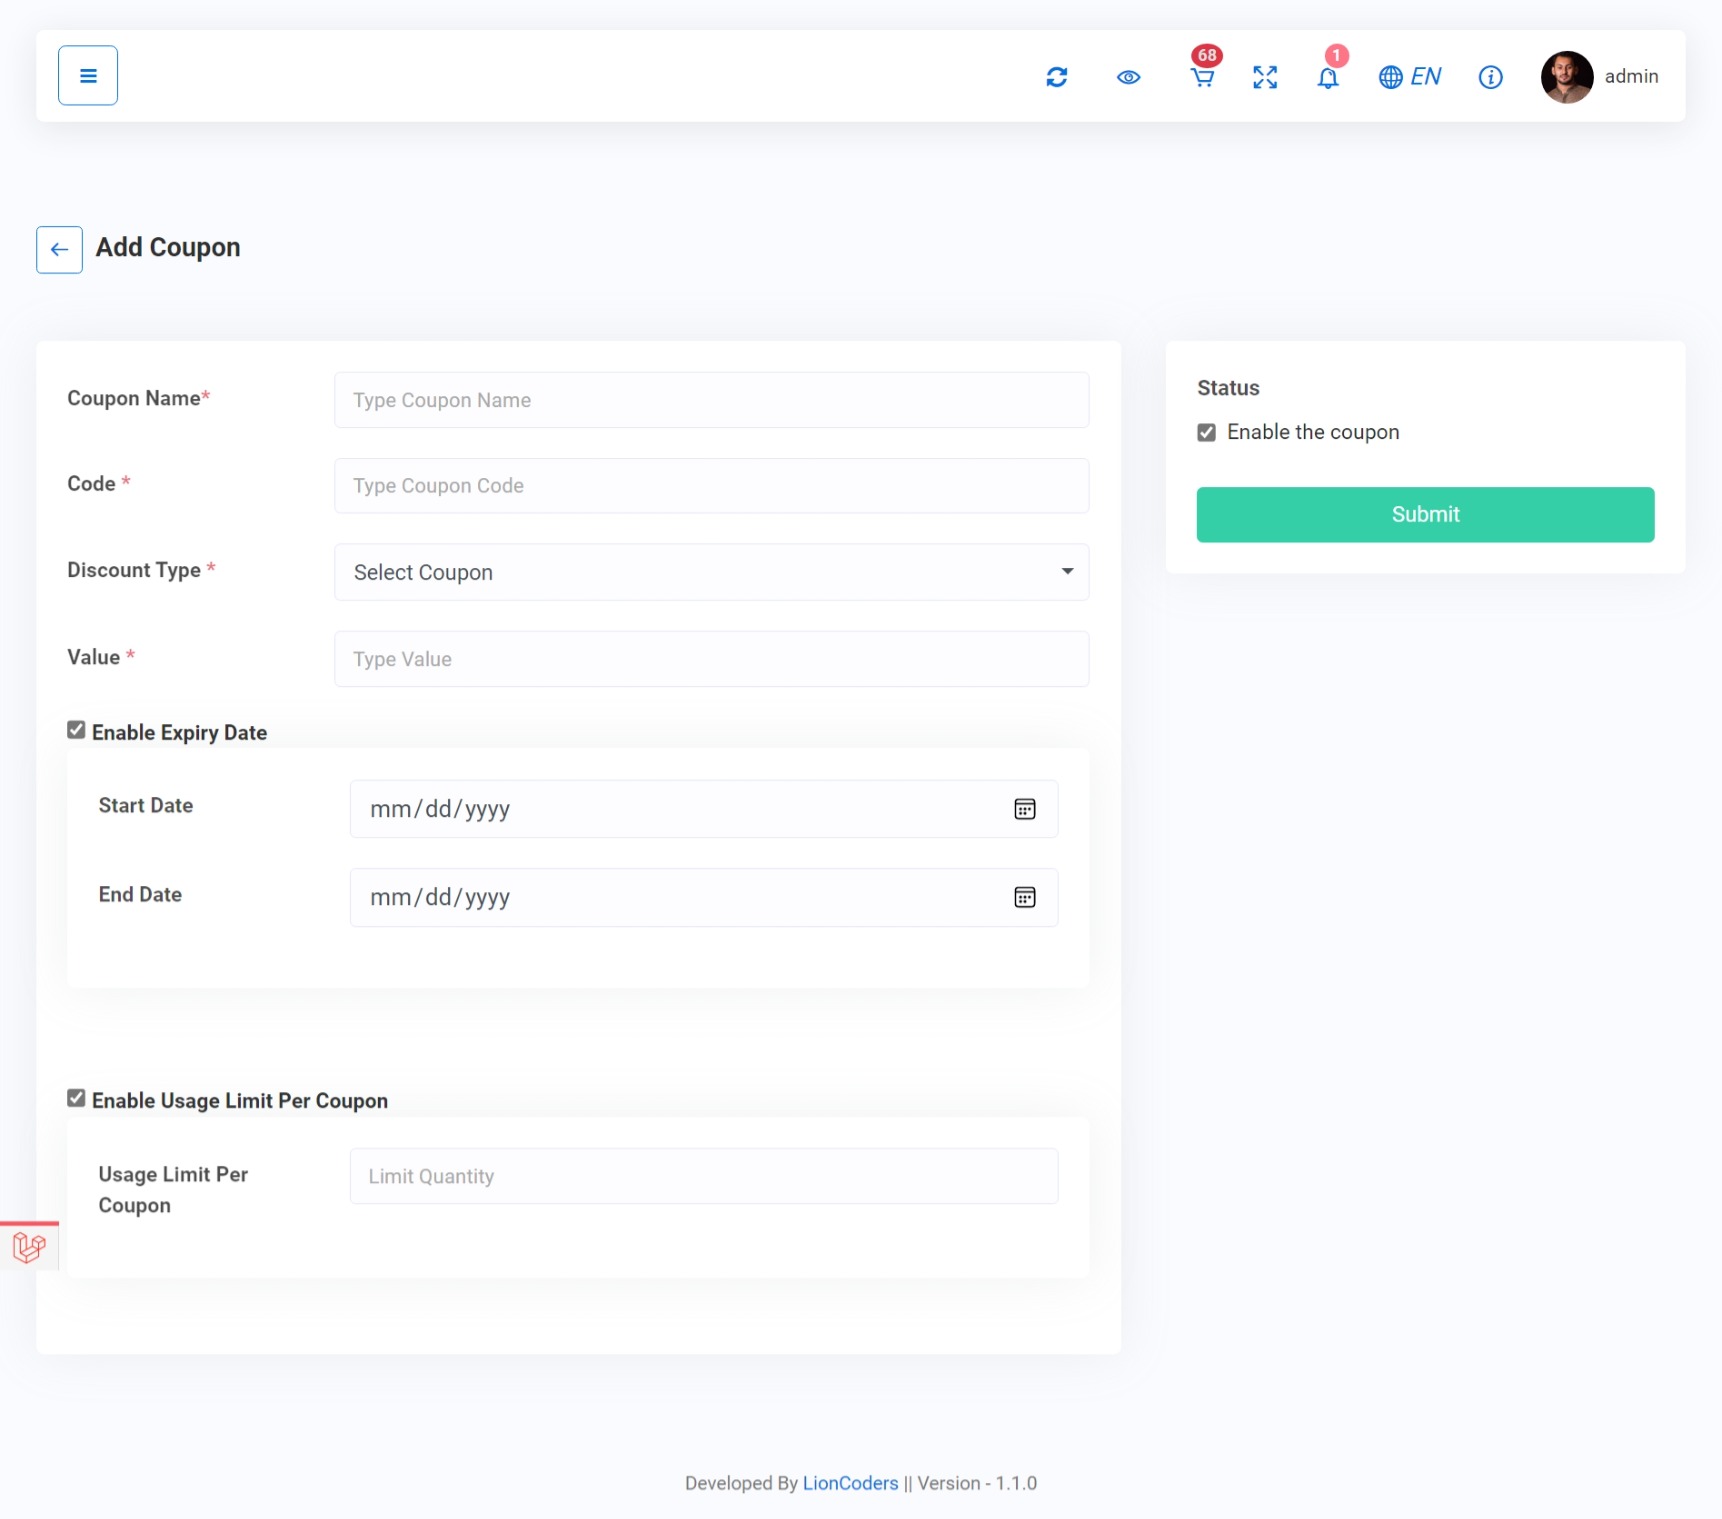 68
1
EN
admin
Add Coupon
Coupon Name*
Type Coupon Name
Code *
Type Coupon Code
Discount Type *
Select Coupon
Value *
Type Value
Enable Expiry Date
Start Date
mm/dd/yyyy
End Date
mm/dd/yyyy
Enable Usage Limit Per Coupon
Usage Limit Per
Coupon
Limit Quantity
Status
Enable the coupon
Submit
Developed By LionCoders || Version - 1.1.0